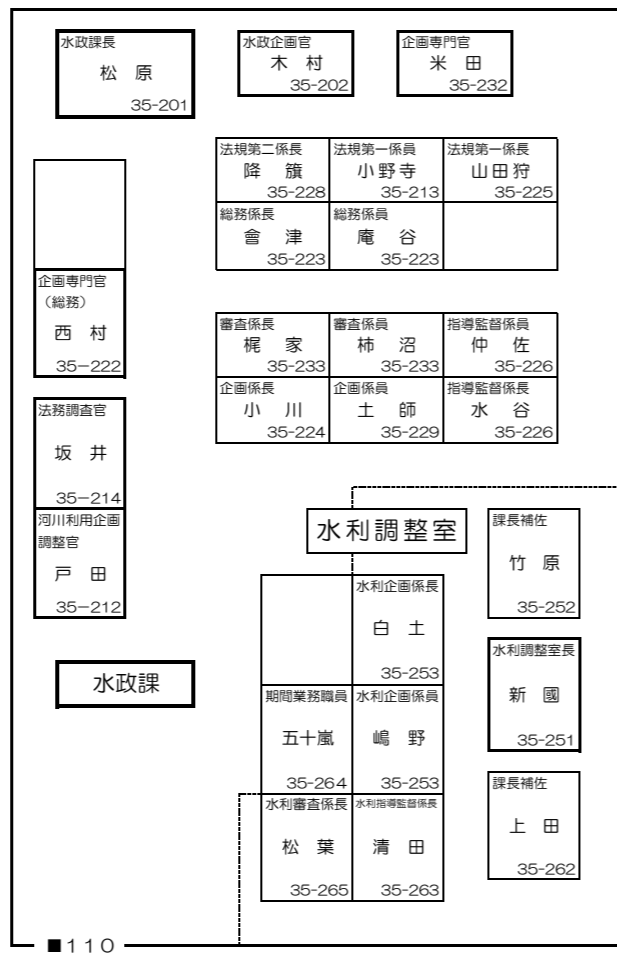 水政課長
松 原
35-201
水政企画官
木 村
35-202
企画専門官
米 田
35-232
法規第二係長
降 籏
35-228
法規第一係員
小野寺
35-213
法規第一係長
山田狩
35-225
総務係長
會 津
35-223
総務係員
庵 谷
35-223
企画専門官
（総務）
西 村
35－222
審査係長
梶 家
35-233
審査係員
柿 沼
35-233
指導監督係員
仲 佐
35-226
企画係長
小 川
35-224
企画係員
土 師
35-229
指導監督係長
水 谷
35-226
法務調査官
坂 井
35－214
河川利用企画
調整官
戸 田
35－212
水利調整室
課長補佐
竹 原
35-252
水利企画係長
白 土
35-253
水政課
水利調整室長
新 國
35-251
期間業務職員
五十嵐
35-264
水利企画係員
嶋 野
35-253
課長補佐
上 田
35-262
水利審査係長
松 葉
35-265
水利指導監督係長
清 田
35-263
■110